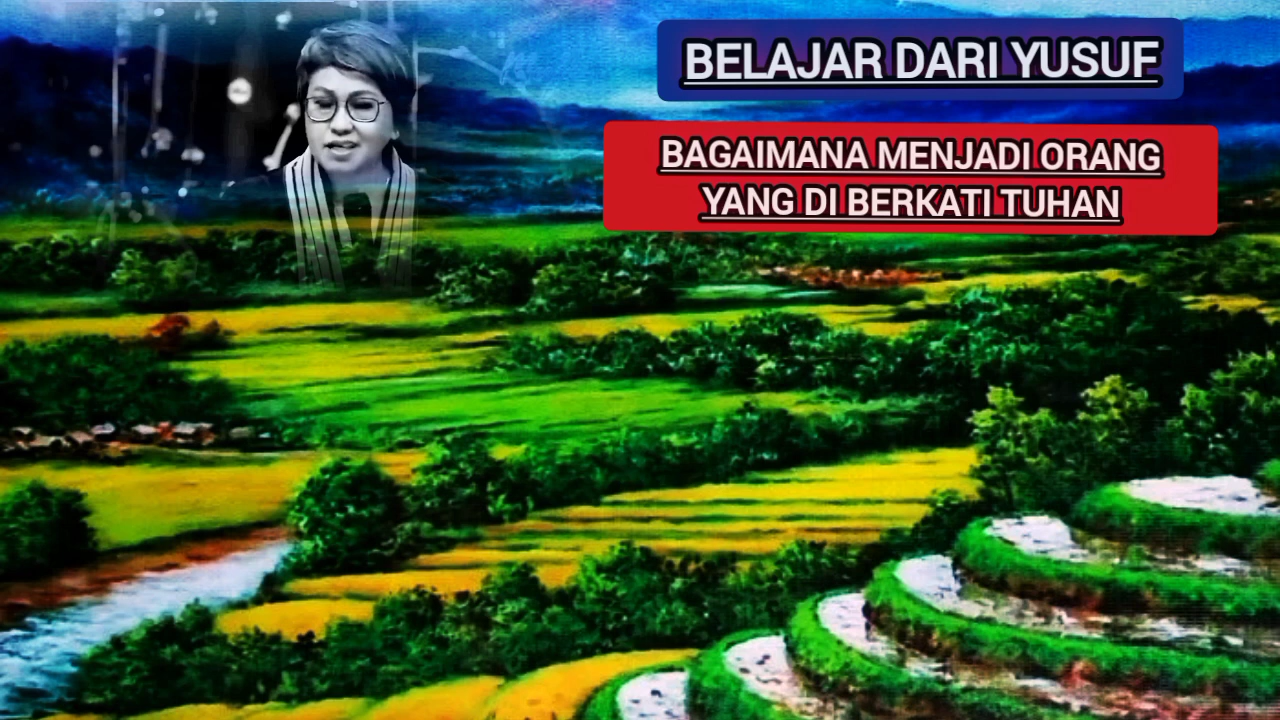 BELAJAR DARI YUSUF
BAGAIMANA MENJADI ORANG
YANG DI BERKATI TUHAN